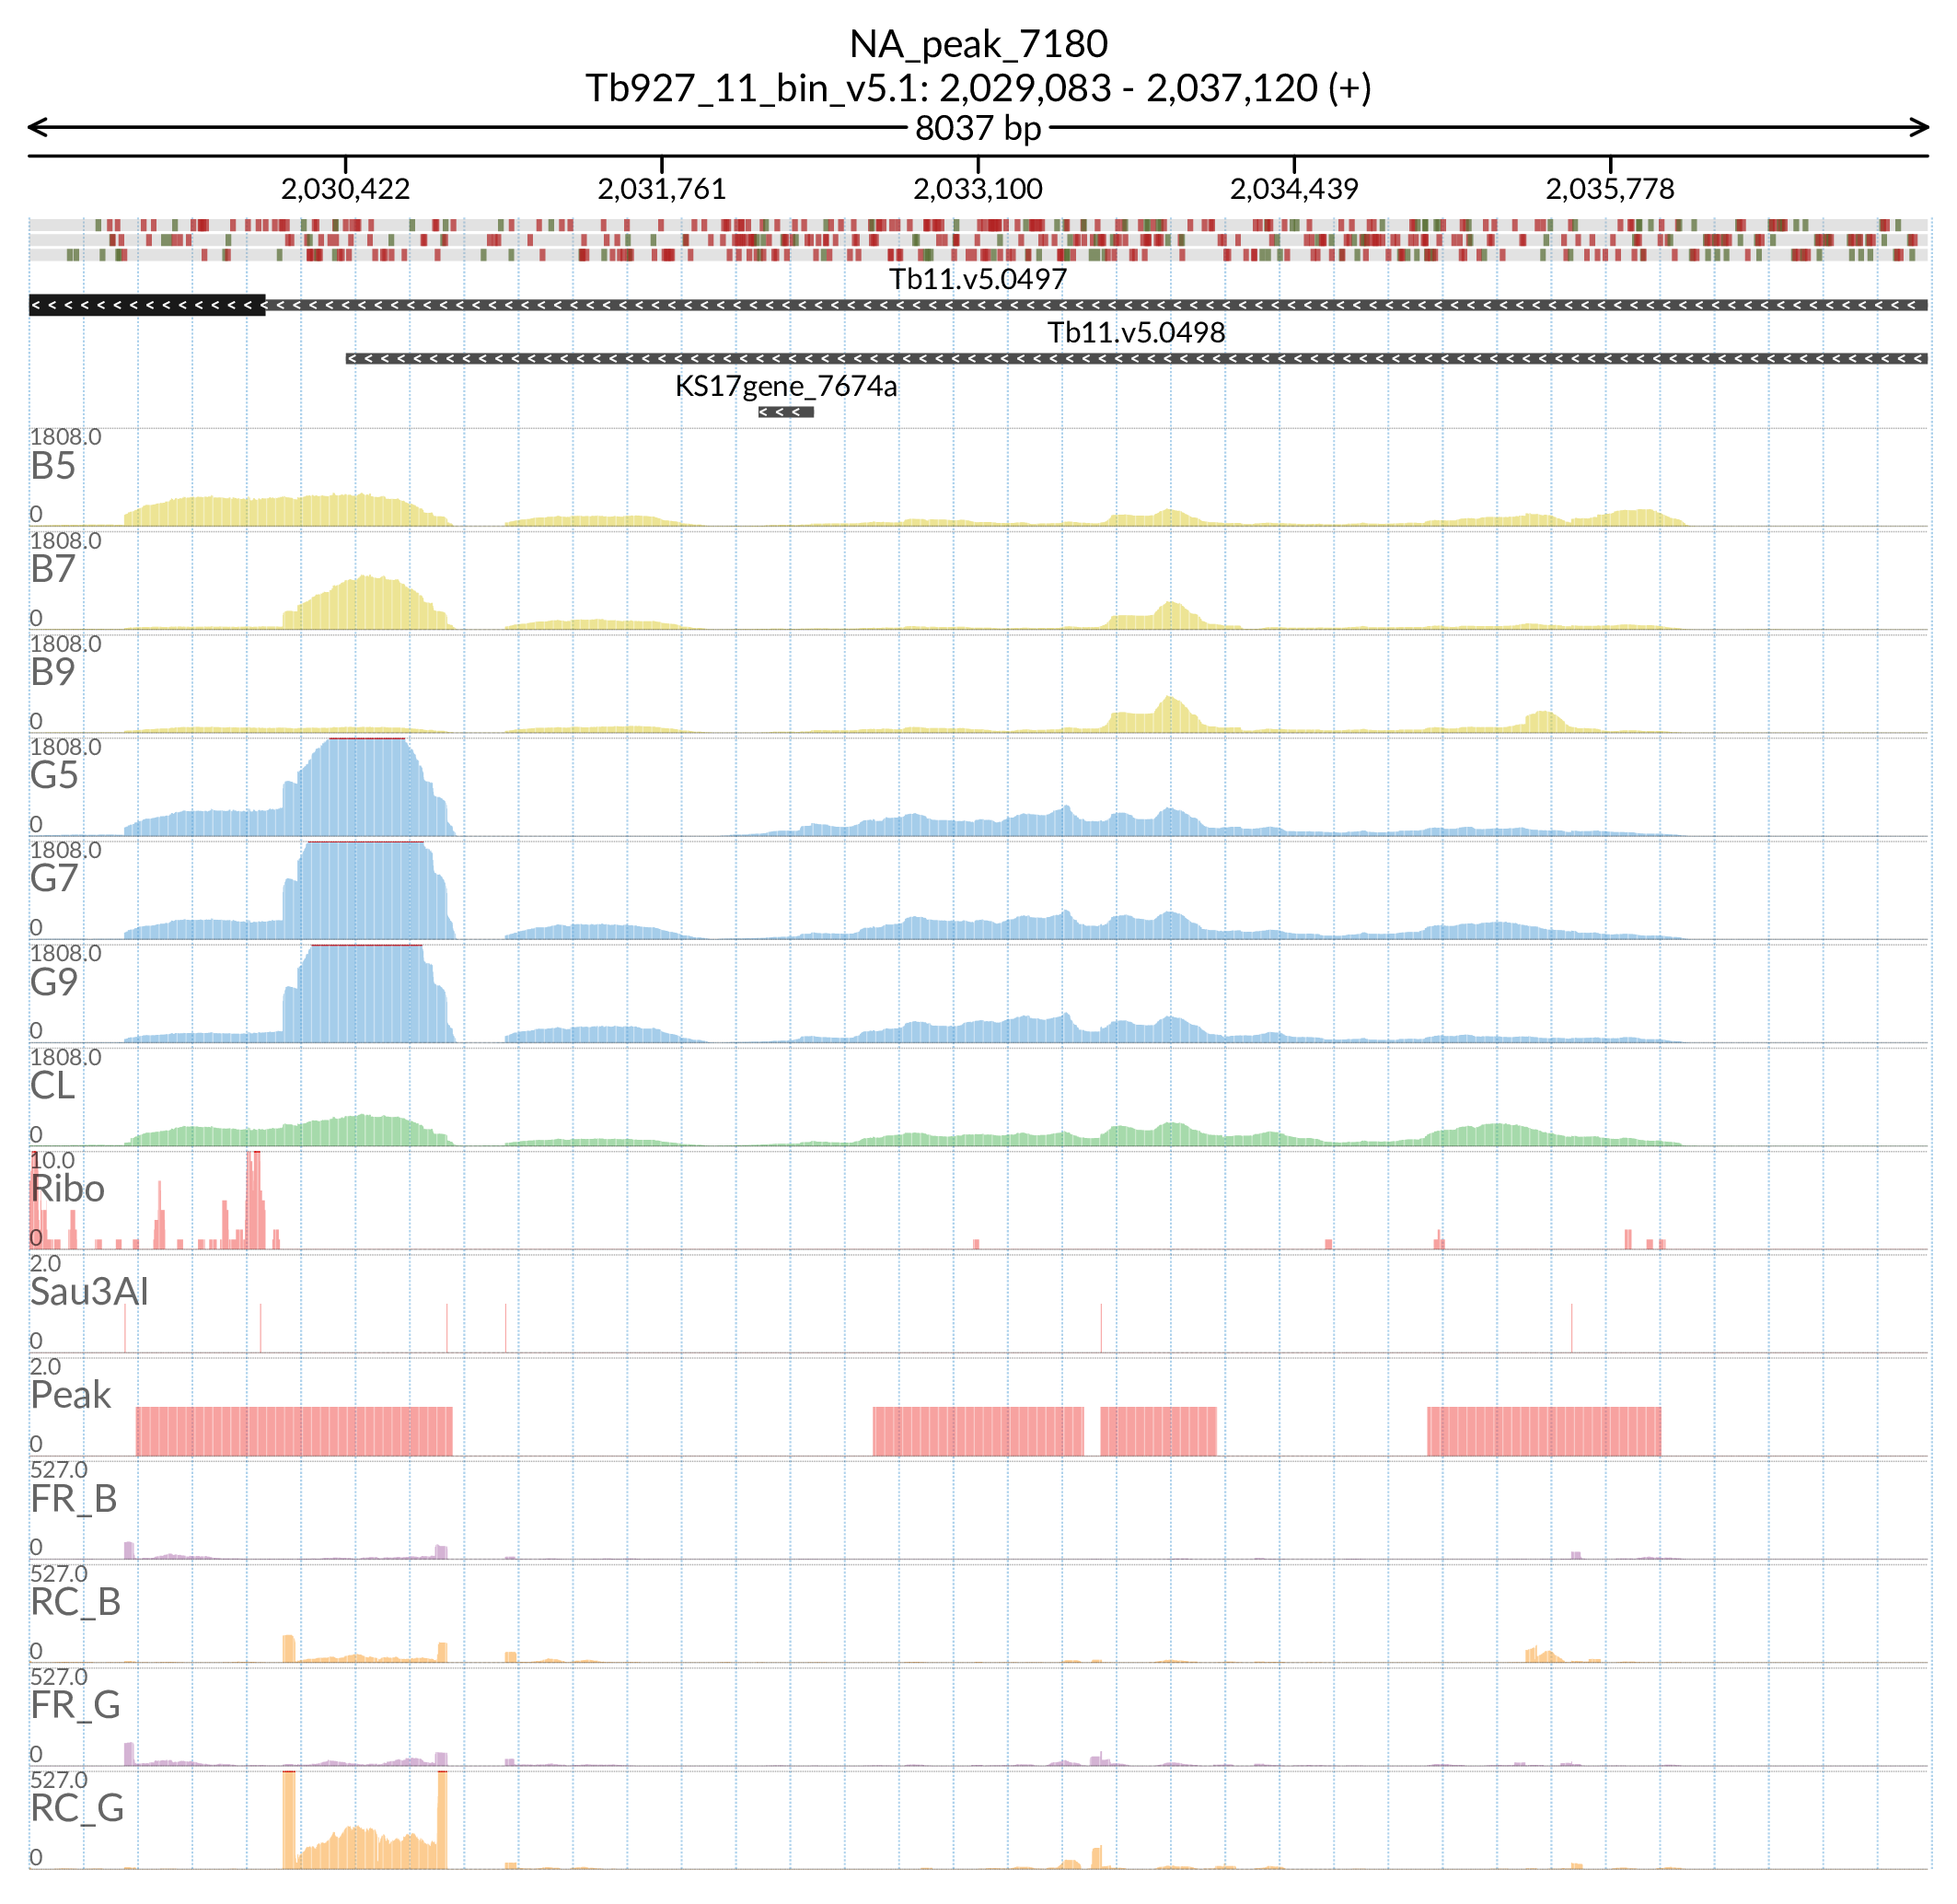 NA_peak_7180
Tb927_11_bin_v5.1: 2,029,083 - 2,037,120 (+)
8037 bp
2,030,422 2,031,761 2,033,100 2,034,439 2,035,778
Tb11.v5.0497
Tb11.v5.0498
KS17gene_7674a
1808.0
B5
0
1808.0
B7
0
1808.0
B9
0
1808.0
G5
0
1808.0
G7
0
1808.0
G9
0
1808.0
CL
0
10.0
Ribo
0
2.0
Sau3AI
0
2.0
Peak
0
527.0
FR_B
0
527.0
RC_B
0
527.0
FR_G
0
527.0
RC_G
0